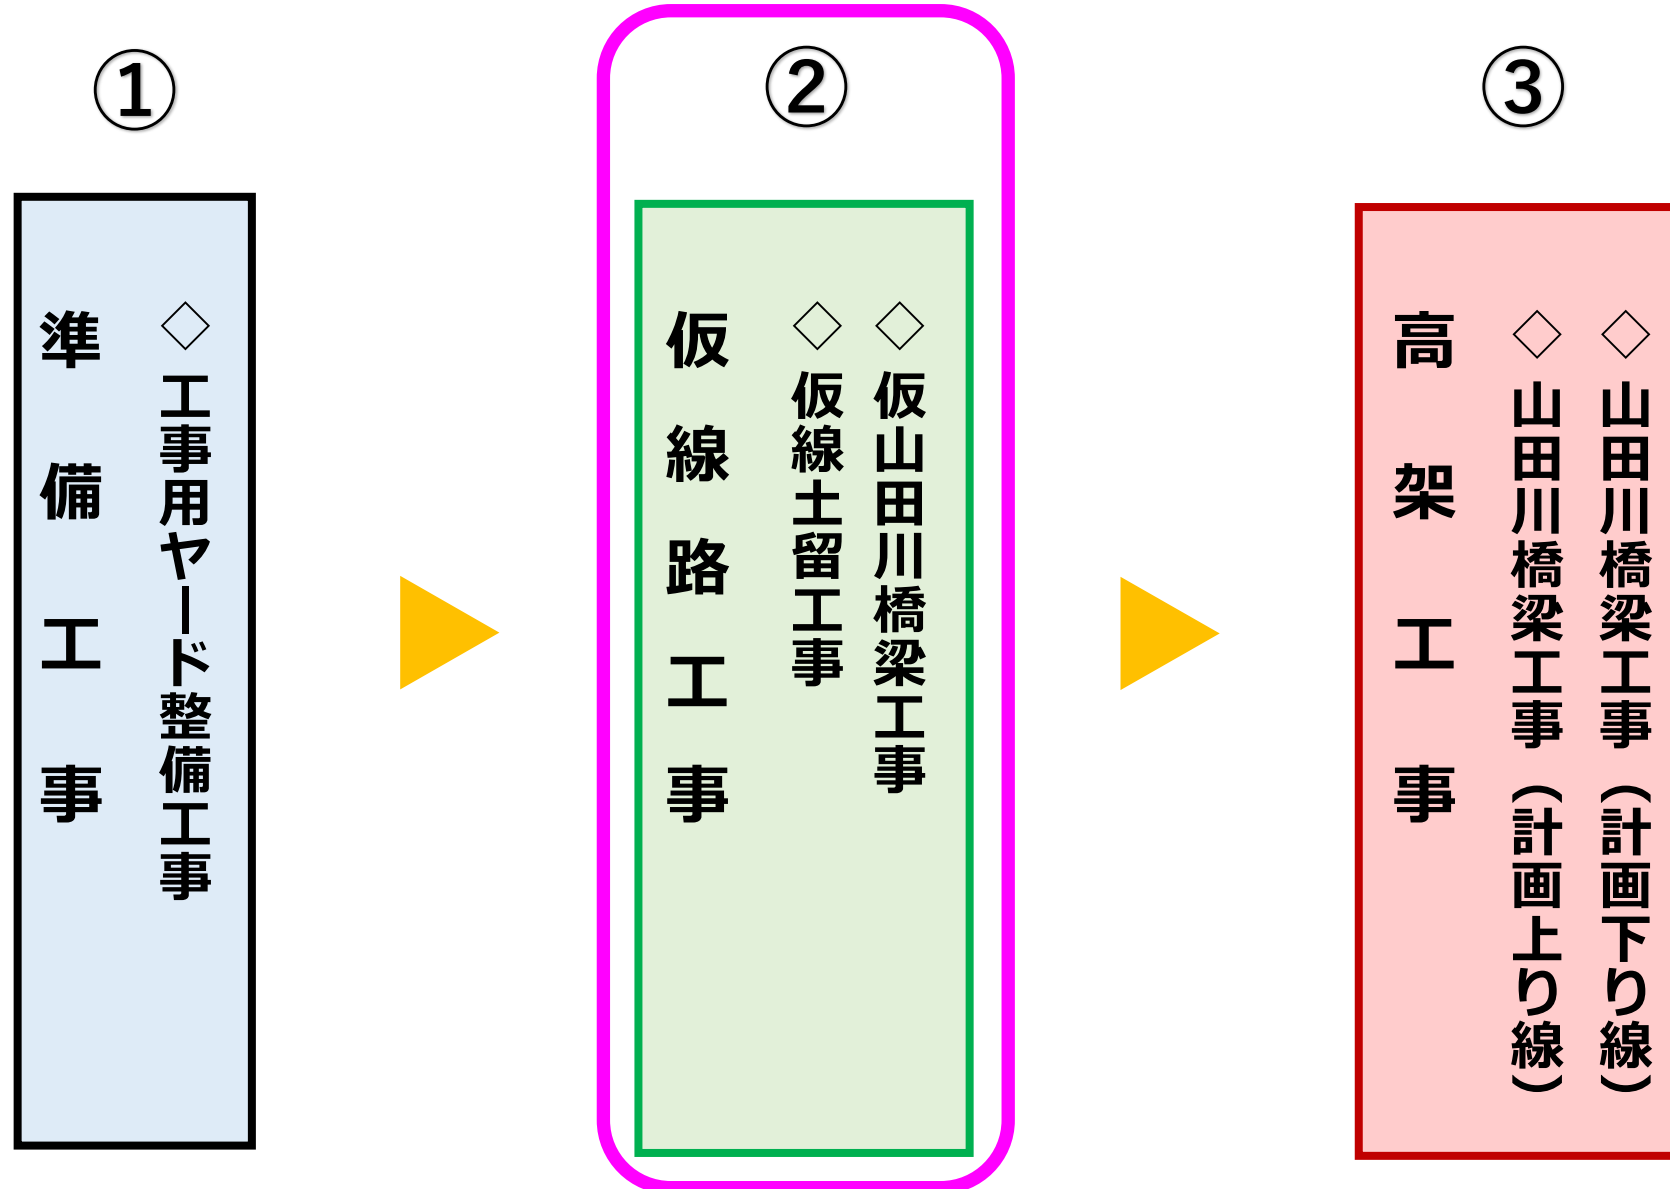 ①
準備工事
◇ 工事用ヤード整備工事
②
仮線路工事
◇ 仮線土留工事
◇ 仮山田川橋梁工事
③
高架工事
◇ 山田川橋梁工事（計画上り線）
◇ 山田川橋梁工事（計画下り線）